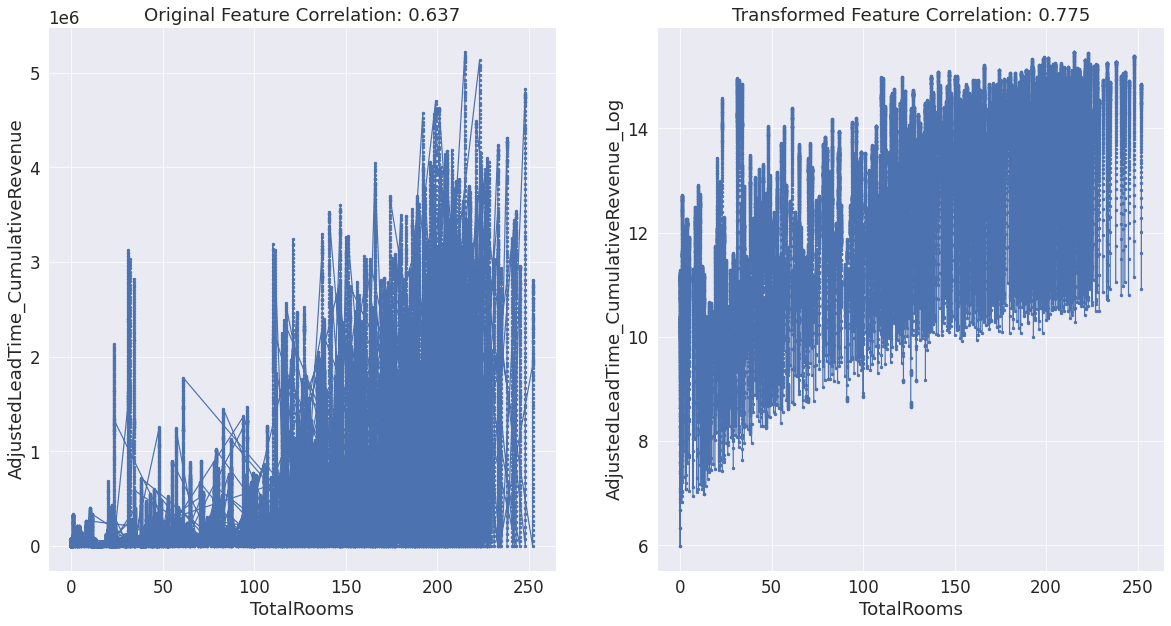 Original Feature Correlation: 0.637
1e6
5
4
3
2
1
0
AdjustedLeadTime_CumulativeRevenue
0 50 100 150 200 250
TotalRooms
Transformed Feature Correlation: 0.775
14
12
10
8
6
AdjustedLeadTime_CumulativeRevenue_Log
0 50 100 150 200 250
TotalRooms